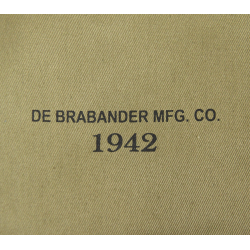 DE BRABANDER MFG. CO.
1942